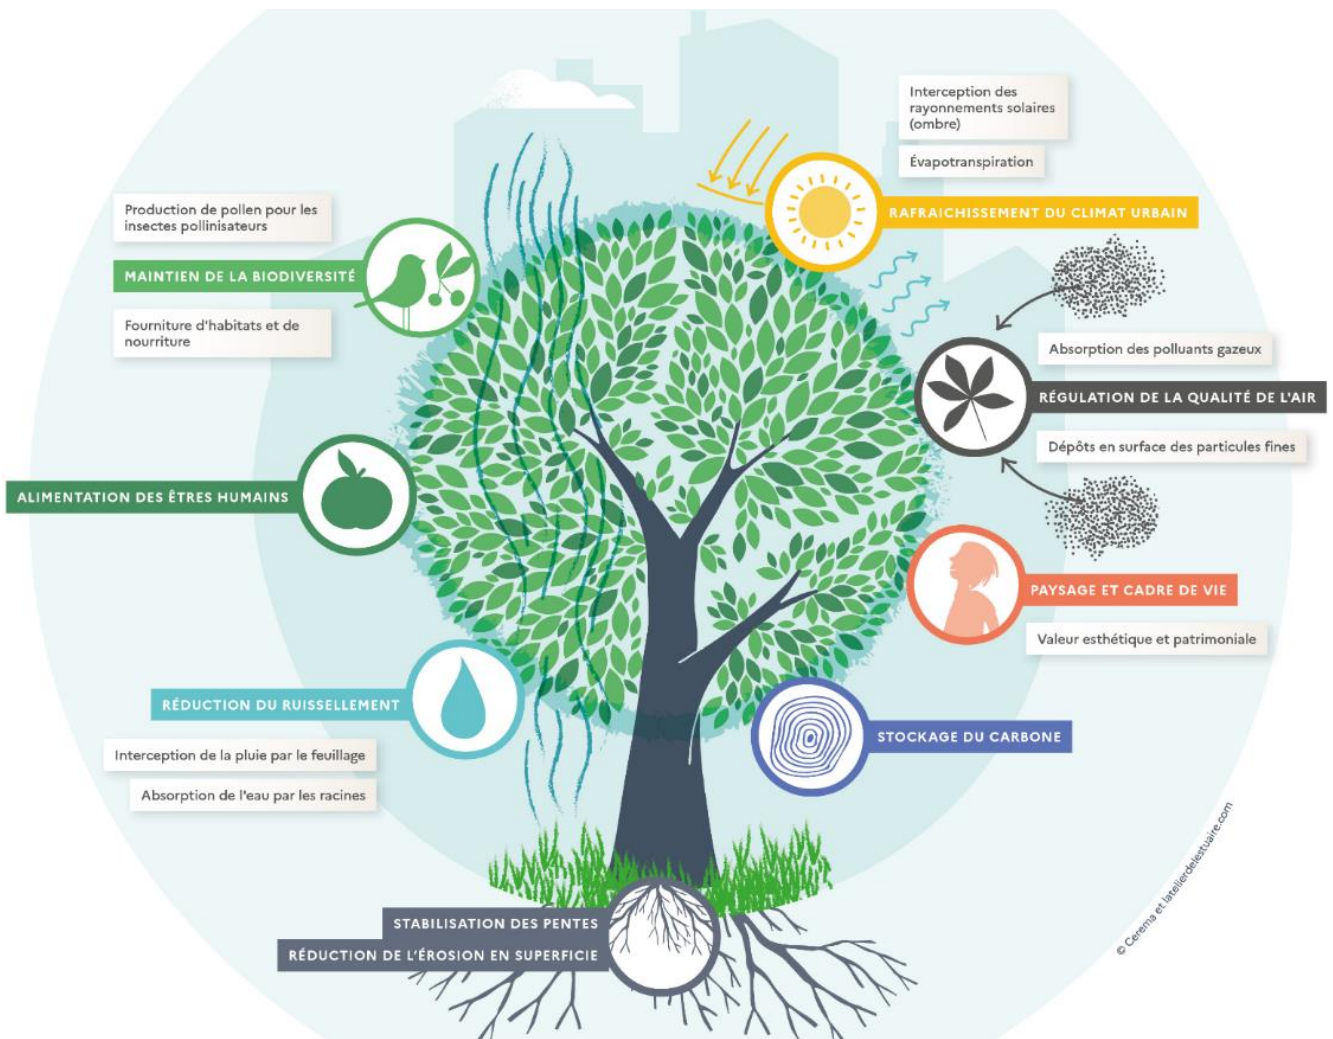 Interception des
rayonnements solaires
(ombre)
Évapotranspiration
RAFRAICHISSEMENT DU CLIMAT URBAIN
Production de pollen pour les
insectes pollinisateurs
MAINTIEN DE LA BIODIVERSITÉ
Fourniture d'habitats et de
nourriture
Absorption des polluants gazeux
RÉGULATION DE LA QUALITÉ DE L'AIR
Dépôts en surface des particules fines
ALIMENTATION DES ÊTRES HUMAINS
PAYSAGE ET CADRE DE VIE
Valeur esthétique et patrimoniale
RÉDUCTION DU RUISSELLEMENT
Interception de la pluie par le feuillage
Absorption de l'eau par les racines
STOCKAGE DU CARBONE
STABILISATION DES PENTES
RÉDUCTION DE L'ÉROSION EN SUPERFICIE
© Cerema et latelierdelestuaire.com